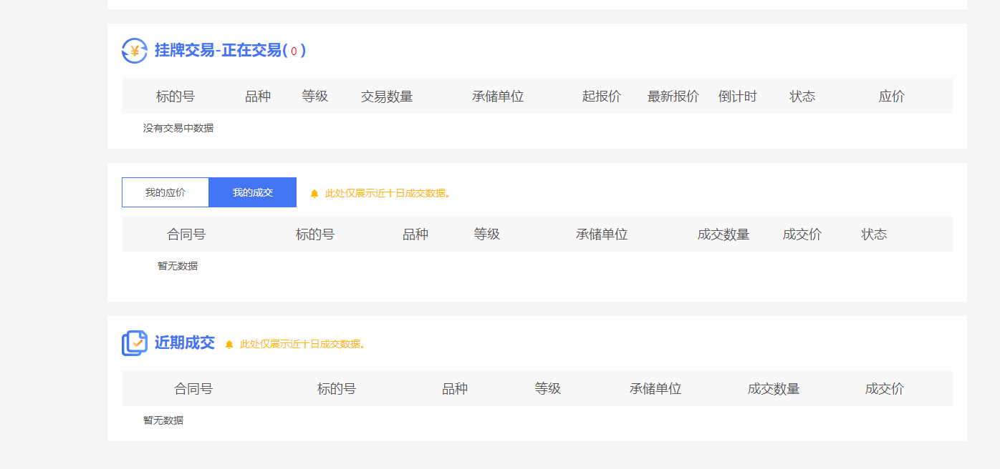 挂牌交易-正在交易( 0 )
标的号 品种 等级 交易数量 承储单位 起报价 最新报价 倒计时 状态 应价
没有交易中数据
我的应价 我的成交 此处仅展示近十日成交数据。
合同号 标的号 品种 等级 承储单位 成交数量 成交价 状态
暂无数据
近期成交 此处仅展示近十日成交数据。
合同号 标的号 品种 等级 承储单位 成交数量 成交价
暂无数据